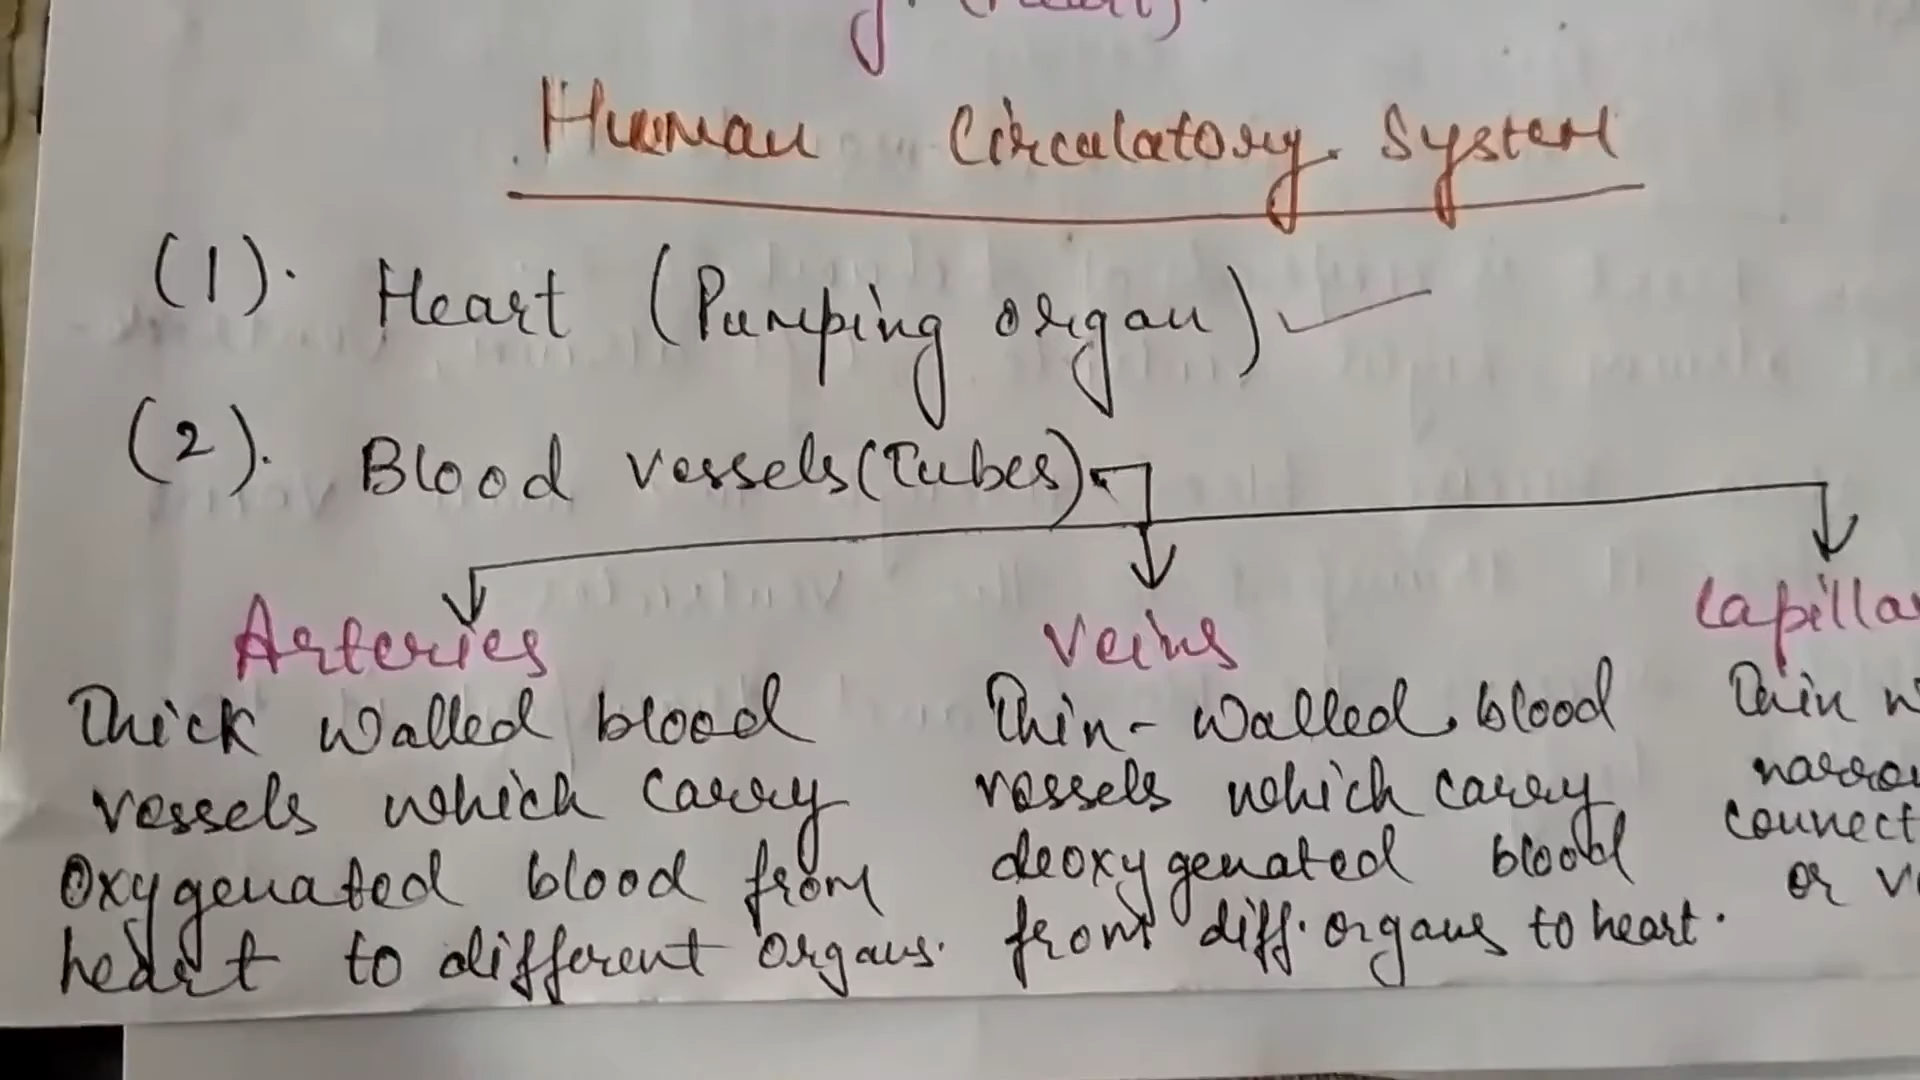 Human Circulatory System
(1). Heart (Pumping organ)
(2). Blood vessels (Tubes)
Arteries
Thick walled blood
vessels which carry
Oxygenated blood from
heart to different organs.
Veins
Thin-walled blood
vessels which carry
deoxygenated blood
from diff. organs to heart.
Thin
connect
or